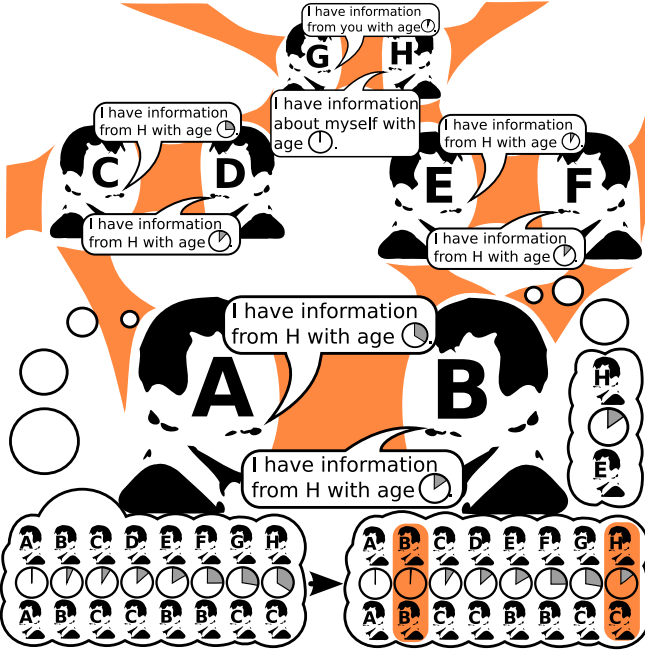 I have information
from you with age .
G
H
I have information
about myself with
age .
I have information
from H with age .
C
D
I have information
from H with age .
I have information
from H with age .
E
F
I have information
from H with age .
I have information
from H with age .
A
B
I have information
from H with age .
H
E
A B C D E F G H
A B C C B B C C
A B C D E F G H
A B C C B B C C